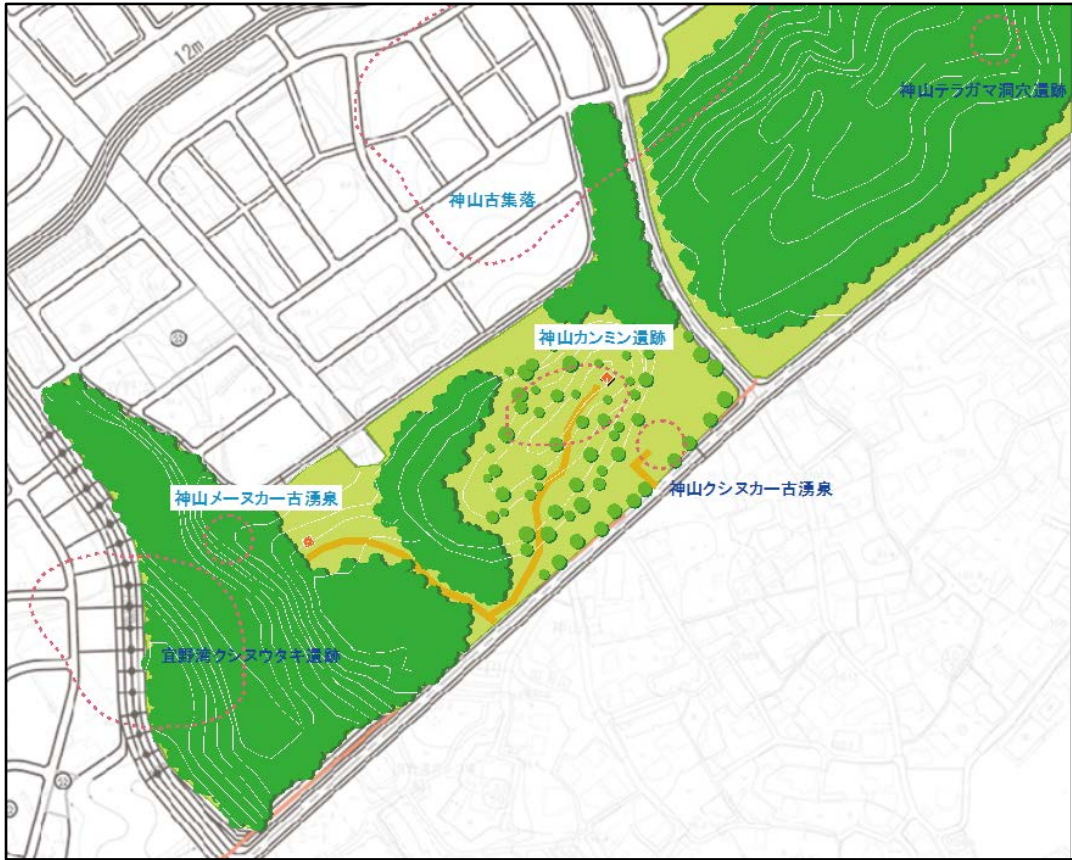 12m
神山テラガマ洞穴遺跡
神山古集落
神山カンミン遺跡
神山メーヌカー古湧泉
神山クシヌカー古湧泉
宜野湾クシヌウタキ遺跡